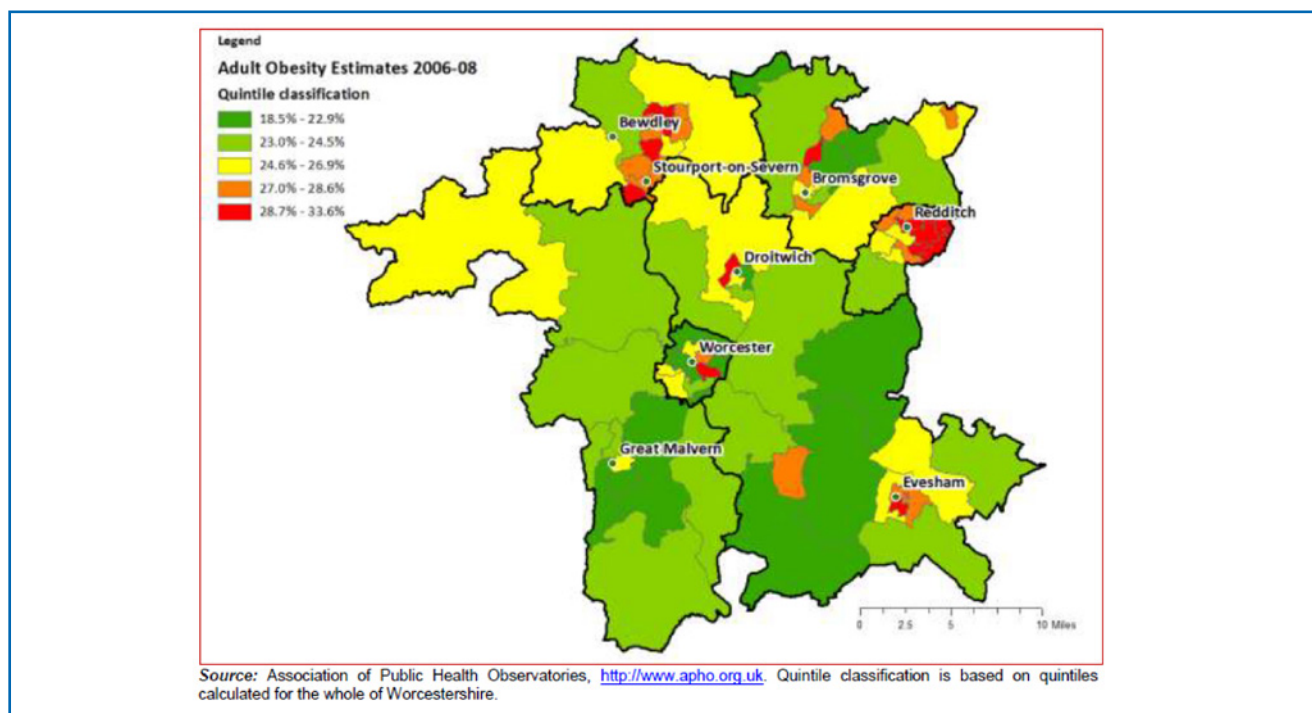 Legend
Adult Obesity Estimates 2006-08
Quintile classification
18.5% - 22.9%
23.0% - 24.5%
24.6% - 26.9%
27.0% - 28.6%
28.7% - 33.6%
Bewdley
Stourport-on-Severn
Bromsgrove
Redditch
Droitwich
Worcester
Great Malvern
Evesham
0 2.5 5 10 Miles
Source: Association of Public Health Observatories, http://www.apho.org.uk. Quintile classification is based on quintiles
calculated for the whole of Worcestershire.